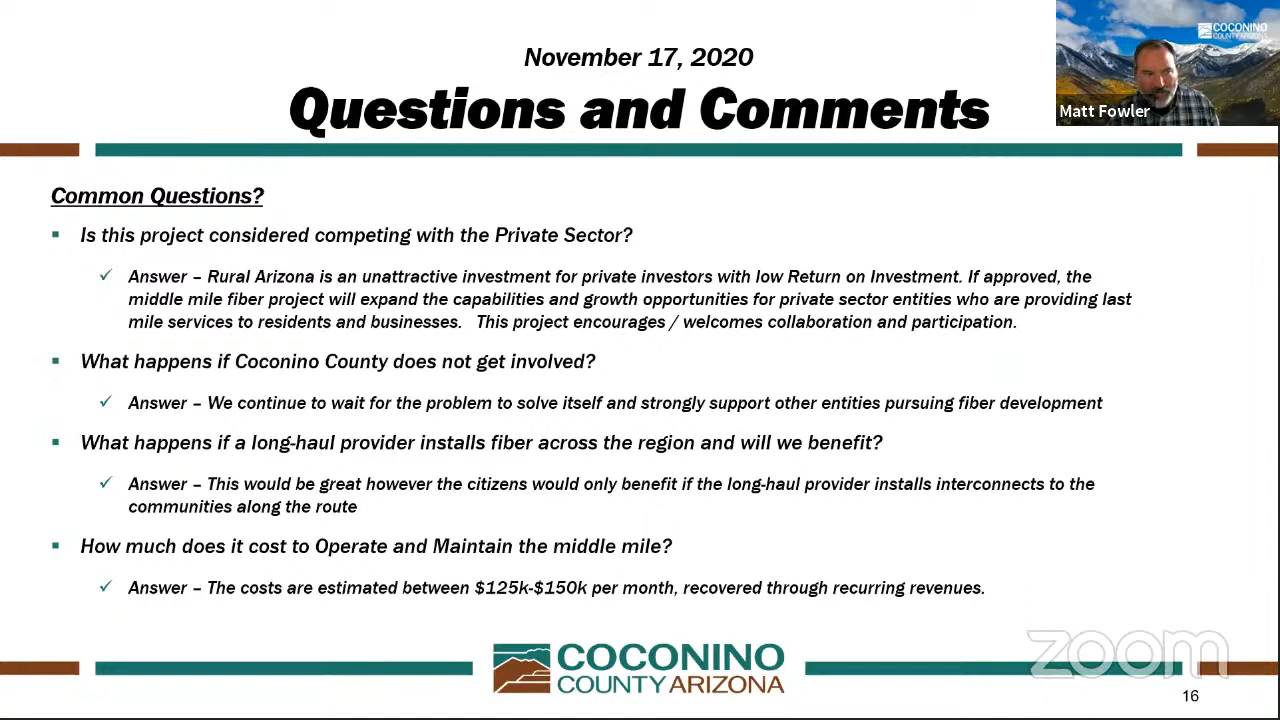 November 17, 2020
COCONINO
COUNTY ARIZONA
Questions and Comments
Matt Fowler
Common Questions?
▪ Is this project considered competing with the Private Sector?
✓ Answer – Rural Arizona is an unattractive investment for private investors with low Return on Investment. If approved, the
middle mile fiber project will expand the capabilities and growth opportunities for private sector entities who are providing last
mile services to residents and businesses. This project encourages / welcomes collaboration and participation.
▪ What happens if Coconino County does not get involved?
✓ Answer – We continue to wait for the problem to solve itself and strongly support other entities pursuing fiber development
▪ What happens if a long-haul provider installs fiber across the region and will we benefit?
✓ Answer – This would be great however the citizens would only benefit if the long-haul provider installs interconnects to the
communities along the route
▪ How much does it cost to Operate and Maintain the middle mile?
✓ Answer – The costs are estimated between $125k-$150k per month, recovered through recurring revenues.
COCONINO
COUNTY ARIZONA
zoom
16